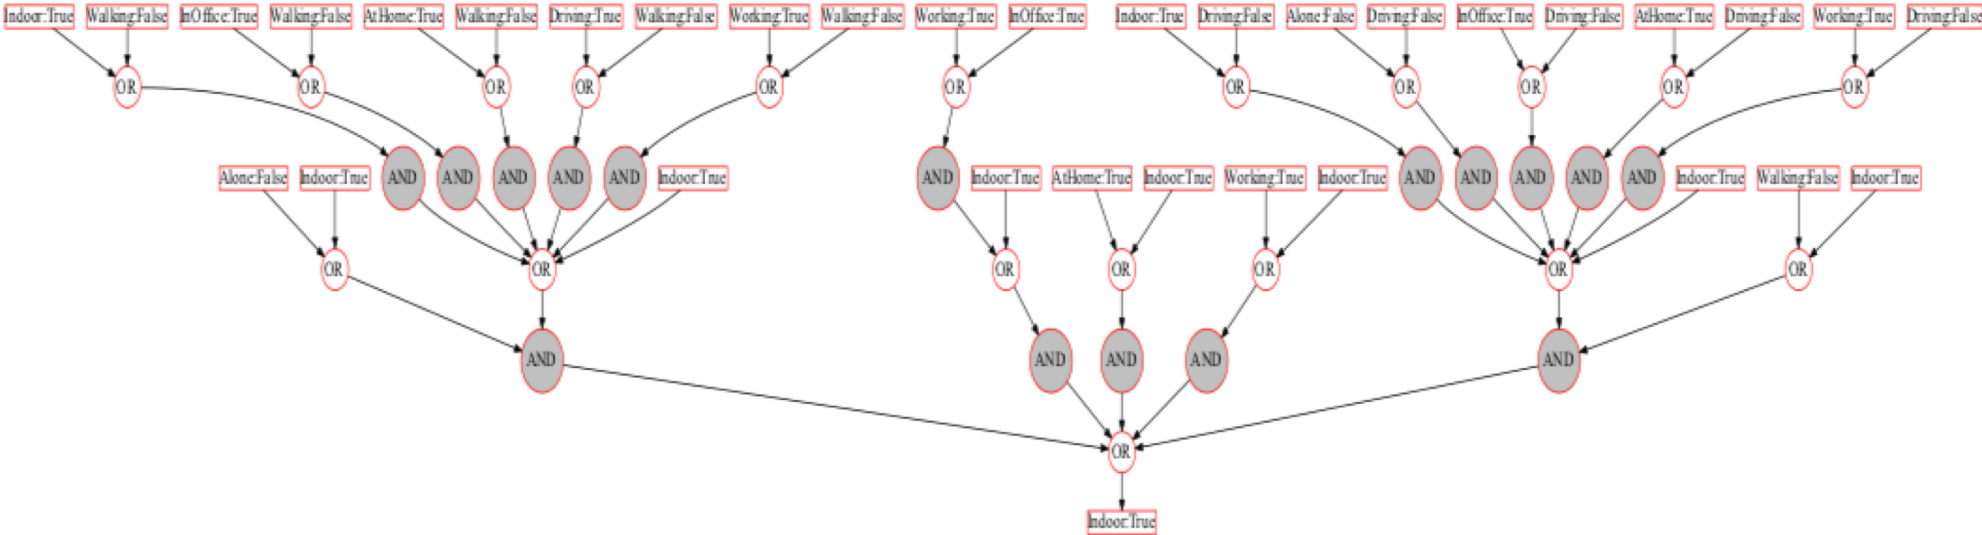 Indoor:True Walking:False InOffice:True Walking:False AtHome:True Walking:False Driving:True Walking:False Working:True Walking:False Working:True InOffice:True Indoor:True Driving:False Alone:False Driving:False InOffice:True Driving:False AtHome:True Driving:False Working:True Driving:False
OR OR OR OR OR OR OR OR OR OR OR
Alone:False Indoor:True AND AND AND AND AND Indoor:True AND Indoor:True AtHome:True Indoor:True Working:True Indoor:True AND AND AND AND AND Indoor:True Walking:False Indoor:True
OR OR OR OR OR OR OR
AND AND AND AND AND
OR
Indoor:True